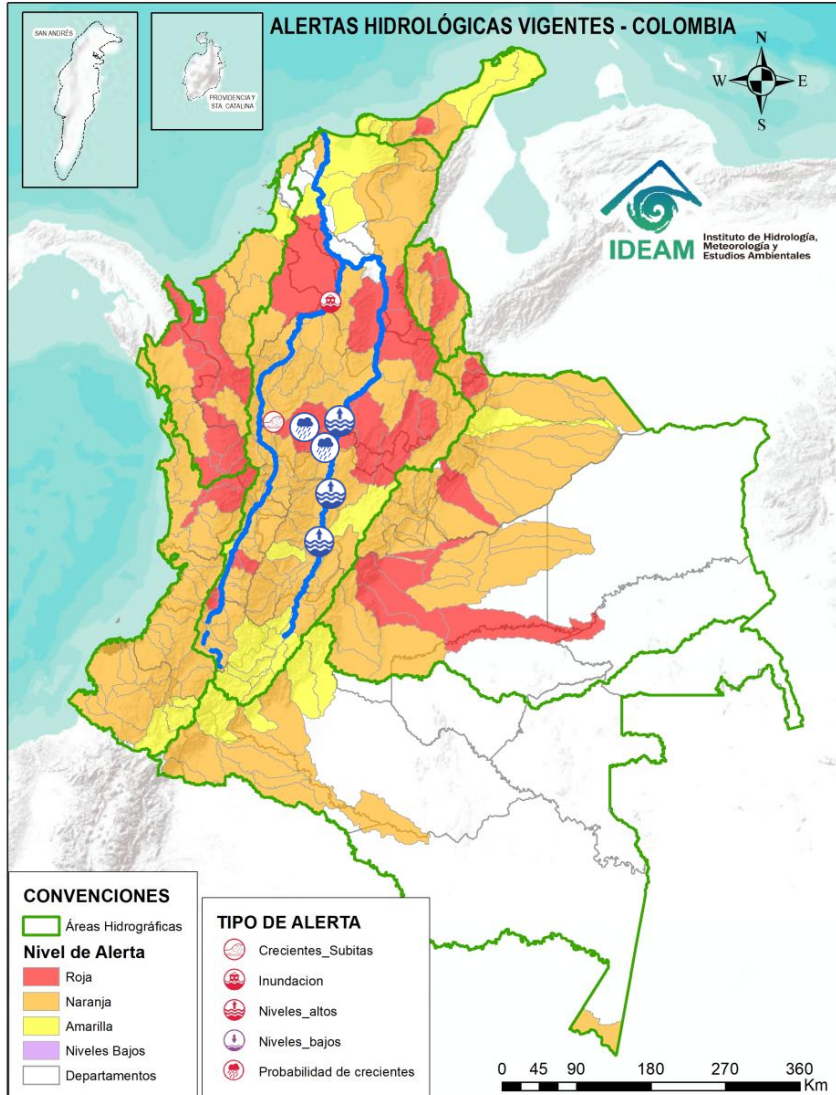 ALERTAS HIDROLÓGICAS VIGENTES - COLOMBIA
SAN ANDRÉS
PROVIDENCIA Y
STA. CATALINA
N
W
E
S
IDEAM
Instituto de Hidrología,
Meteorología y
Estudios Ambientales
CONVENCIONES
Áreas Hidrográficas
Nivel de Alerta
Roja
Naranja
Amarilla
Niveles Bajos
Departamentos
TIPO DE ALERTA
Crecientes_Subitas
Inundacion
Niveles_altos
Niveles_bajos
Probabilidad de crecientes
0 45 90 180 270 360
Km